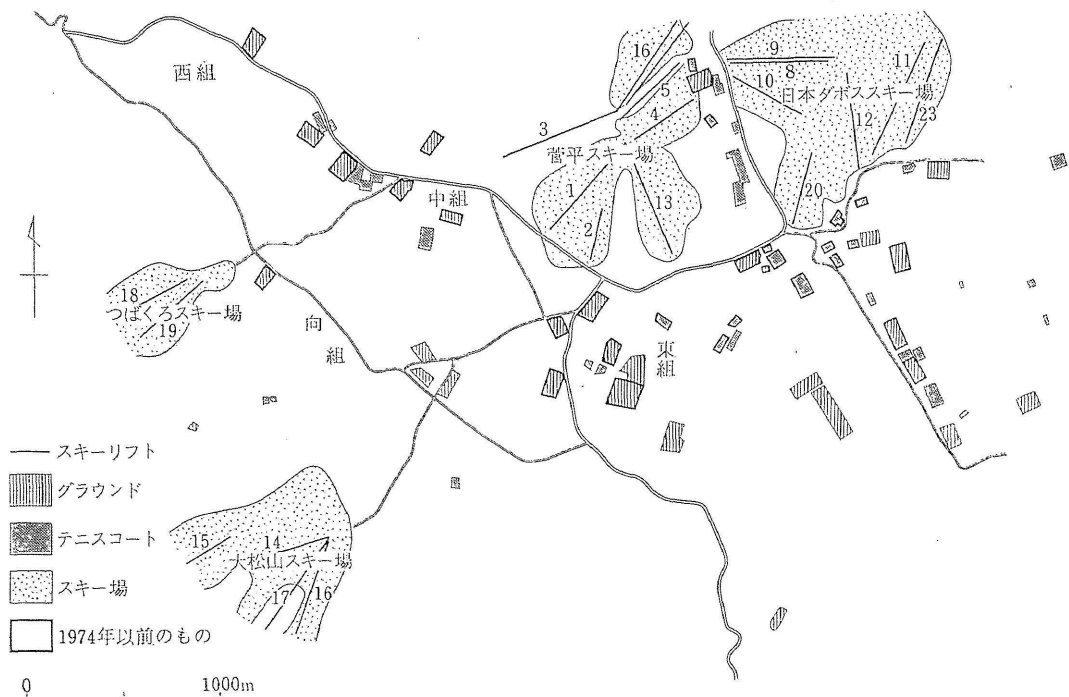 西組
中組
向
組
東
組
16
5
4
3
菅平スキー場
1
2
13
9
8
10
11
日本ダボススキー場
12
23
20
18
つばくろスキー場
19
15
14
大松山スキー場
17
16
スキーリフト
グラウンド
テニスコート
スキー場
1974年以前のもの
0 1000m